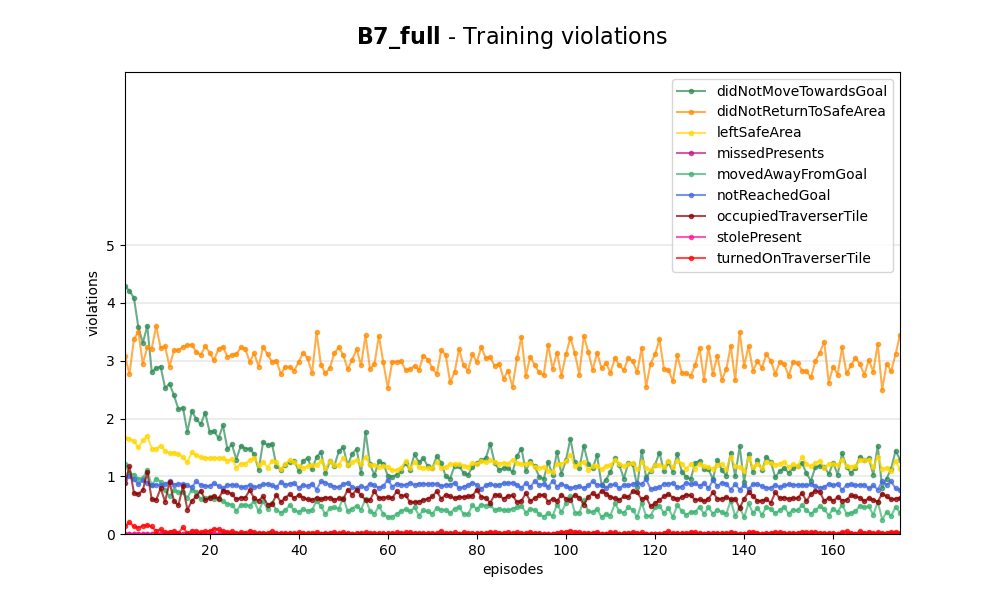 B7_full - Training violations
didNotMoveTowardsGoal
didNotReturnToSafeArea
leftSafeArea
missedPresents
movedAwayFromGoal
notReachedGoal
occupiedTraverserTile
stolePresent
turnedOnTraverserTile
violations
5
4
3
2
1
0
20 40 60 80 100 120 140 160
episodes